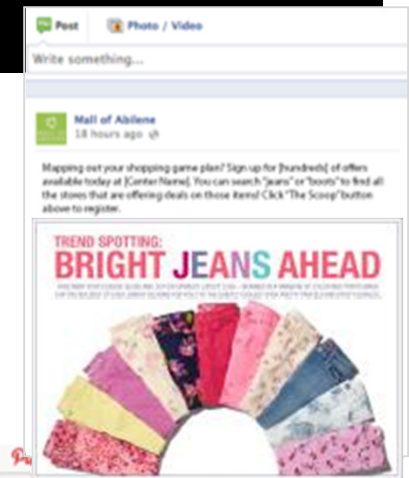 Post Photo / Video
Write something...
Mall of Abilene
18 hours ago
Mapping out your shopping game plan? Sign up for [hundreds] of offers
available today at [Center Name]. You can search "jeans" or "boots" to find all
the stores that are offering deals on those items! Click "The Scoop" button
above to register.
TREND SPOTTING:
BRIGHT JEANS AHEAD